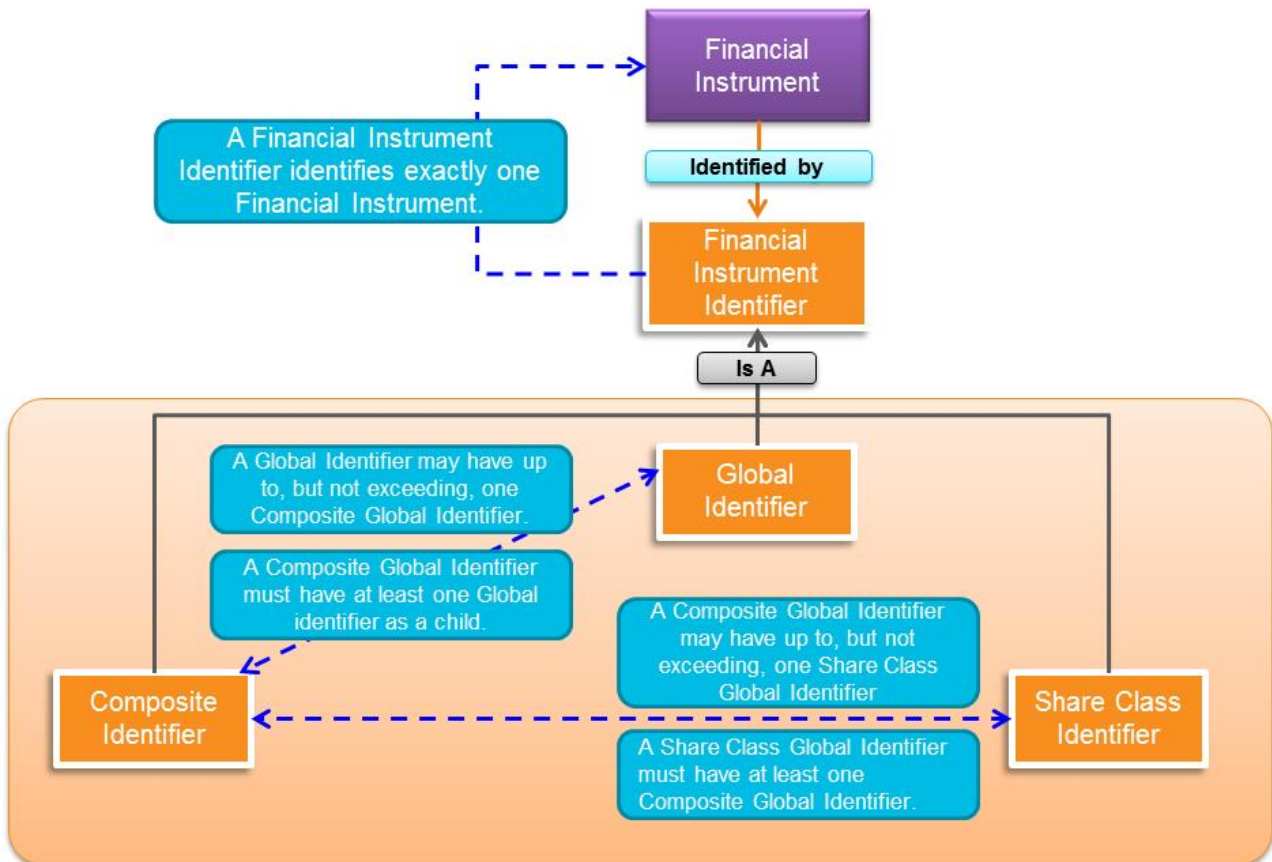 Financial
Instrument
A Financial Instrument
Identifier identifies exactly one
Financial Instrument.
Identified by
Financial
Instrument
Identifier
Is A
A Global Identifier may have up
to, but not exceeding, one
Composite Global Identifier.
Global
Identifier
A Composite Global Identifier
must have at least one Global
identifier as a child.
A Composite Global Identifier
may have up to, but not
exceeding, one Share Class
Global Identifier
Composite
Identifier
Share Class
Identifier
A Share Class Global Identifier
must have at least one
Composite Global Identifier.